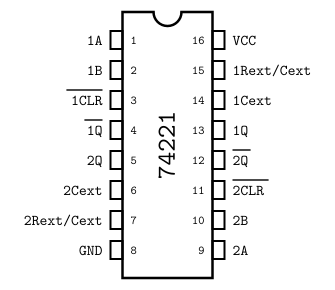 1A 1 16 VCC
1B 2 15 1Rext/Cext
1CLR 3 14 1Cext
1Q 4 13 1Q
2Q 5 12 2Q
2Cext 6 11 2CLR
2Rext/Cext 7 10 2B
GND 8 9 2A
74221